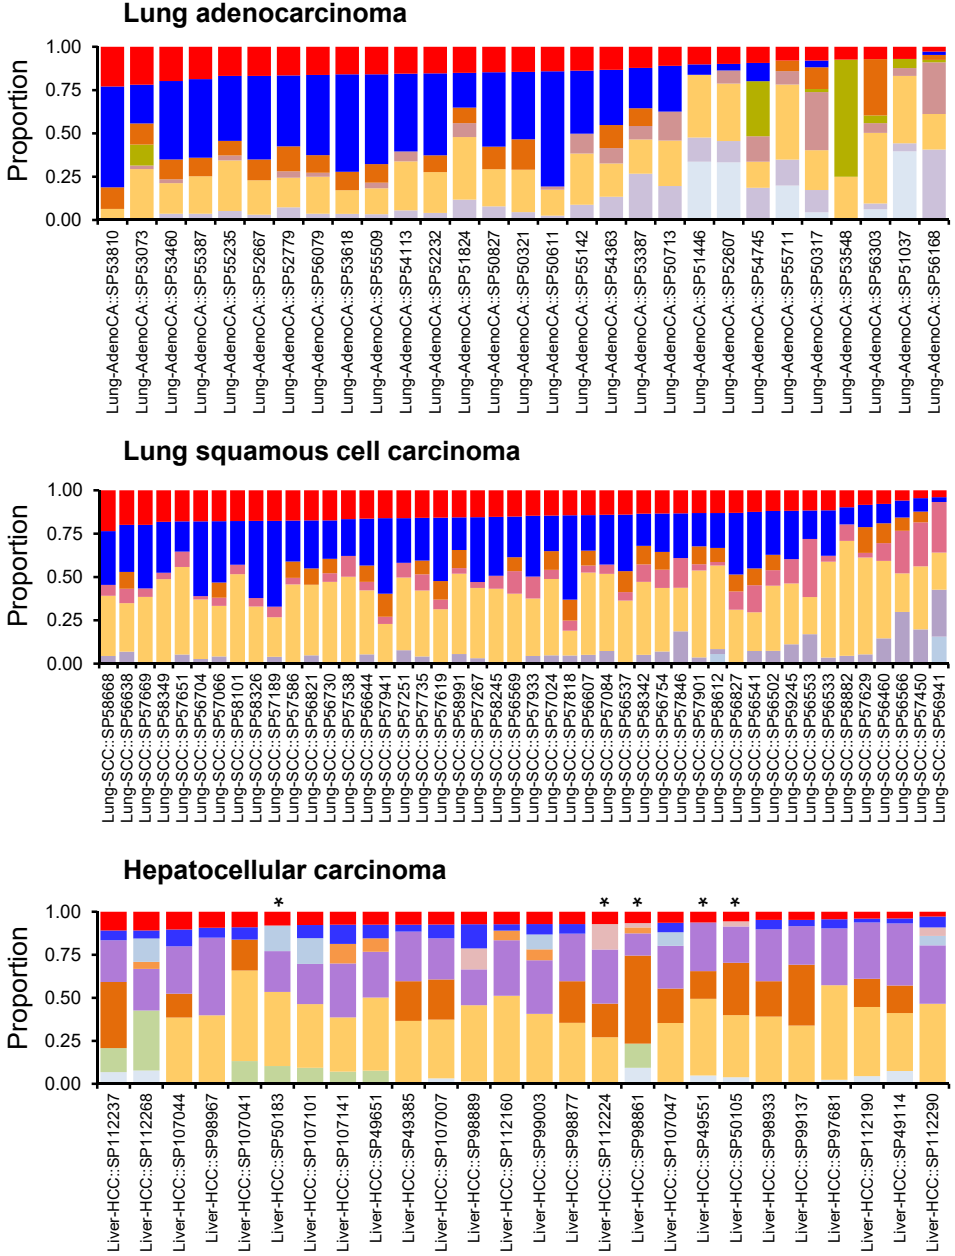 Lung adenocarcinoma
Proportion
1.00
0.75
0.50
0.25
0.00
Lung-AdenoCA::SP53810
Lung-AdenoCA::SP53073
Lung-AdenoCA::SP53460
Lung-AdenoCA::SP55387
Lung-AdenoCA::SP55235
Lung-AdenoCA::SP52667
Lung-AdenoCA::SP52779
Lung-AdenoCA::SP56079
Lung-AdenoCA::SP53618
Lung-AdenoCA::SP55509
Lung-AdenoCA::SP54113
Lung-AdenoCA::SP52232
Lung-AdenoCA::SP51824
Lung-AdenoCA::SP50827
Lung-AdenoCA::SP50321
Lung-AdenoCA::SP50611
Lung-AdenoCA::SP55142
Lung-AdenoCA::SP54363
Lung-AdenoCA::SP53387
Lung-AdenoCA::SP50713
Lung-AdenoCA::SP51446
Lung-AdenoCA::SP52607
Lung-AdenoCA::SP54745
Lung-AdenoCA::SP55711
Lung-AdenoCA::SP50317
Lung-AdenoCA::SP53548
Lung-AdenoCA::SP56303
Lung-AdenoCA::SP51037
Lung-AdenoCA::SP56168
Lung squamous cell carcinoma
Proportion
1.00
0.75
0.50
0.25
0.00
Lung-SCC::SP58668
Lung-SCC::SP56638
Lung-SCC::SP57669
Lung-SCC::SP58349
Lung-SCC::SP57651
Lung-SCC::SP56704
Lung-SCC::SP57066
Lung-SCC::SP58101
Lung-SCC::SP58326
Lung-SCC::SP57189
Lung-SCC::SP57586
Lung-SCC::SP56821
Lung-SCC::SP56730
Lung-SCC::SP57538
Lung-SCC::SP56644
Lung-SCC::SP57941
Lung-SCC::SP57251
Lung-SCC::SP57735
Lung-SCC::SP57619
Lung-SCC::SP58991
Lung-SCC::SP57267
Lung-SCC::SP58245
Lung-SCC::SP56569
Lung-SCC::SP57933
Lung-SCC::SP57024
Lung-SCC::SP57818
Lung-SCC::SP56607
Lung-SCC::SP57084
Lung-SCC::SP56537
Lung-SCC::SP58342
Lung-SCC::SP56754
Lung-SCC::SP57846
Lung-SCC::SP57901
Lung-SCC::SP58612
Lung-SCC::SP56827
Lung-SCC::SP56541
Lung-SCC::SP56502
Lung-SCC::SP59245
Lung-SCC::SP56553
Lung-SCC::SP56533
Lung-SCC::SP58882
Lung-SCC::SP57629
Lung-SCC::SP56460
Lung-SCC::SP56566
Lung-SCC::SP57450
Lung-SCC::SP56941
Hepatocellular carcinoma
* * * * *
Proportion
1.00
0.75
0.50
0.25
0.00
Liver-HCC::SP112237
Liver-HCC::SP112268
Liver-HCC::SP107044
Liver-HCC::SP98967
Liver-HCC::SP107041
Liver-HCC::SP50183
Liver-HCC::SP107101
Liver-HCC::SP107141
Liver-HCC::SP49651
Liver-HCC::SP49385
Liver-HCC::SP107007
Liver-HCC::SP98889
Liver-HCC::SP112160
Liver-HCC::SP99003
Liver-HCC::SP98877
Liver-HCC::SP112224
Liver-HCC::SP98861
Liver-HCC::SP107047
Liver-HCC::SP49551
Liver-HCC::SP50105
Liver-HCC::SP98933
Liver-HCC::SP99137
Liver-HCC::SP97681
Liver-HCC::SP112190
Liver-HCC::SP49114
Liver-HCC::SP112290